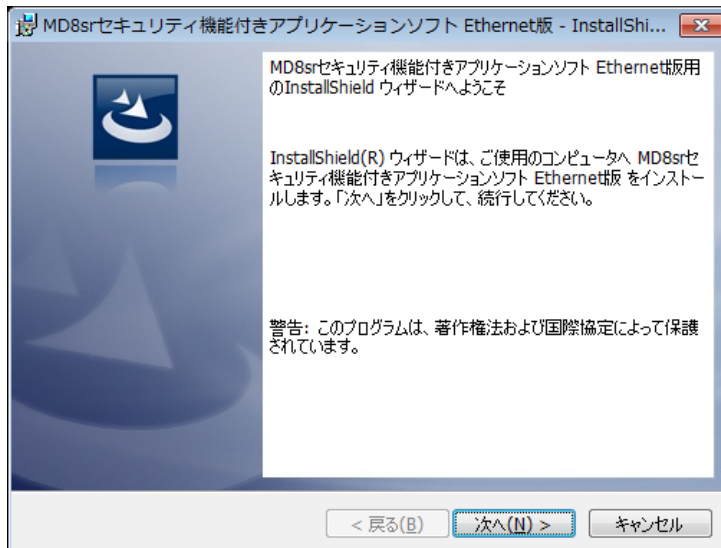 MD8srセキュリティ機能付きアプリケーションソフト Ethernet版 - InstallShi...
MD8srセキュリティ機能付きアプリケーションソフト Ethernet版用
のInstallShield ウィザードへようこそ
InstallShield(R) ウィザードは、ご使用のコンピュータへ MD8srセ
キュリティ機能付きアプリケーションソフト Ethernet版 をインストー
ルします。「次へ」をクリックして、続行してください。
警告: このプログラムは、著作権法および国際協定によって保護
されています。
< 戻る(B) 次へ(N) > キャンセル